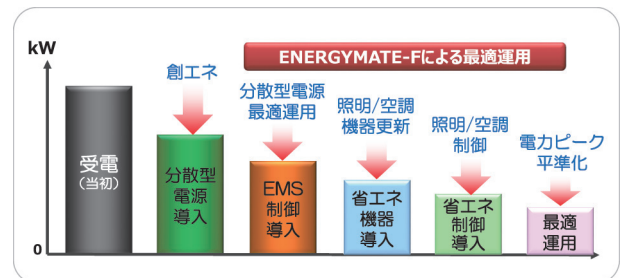 kW
ENERGYMATE-Fによる最適運用
創エネ
分散型電源
最適運用
照明/空調
機器更新
照明/空調
制御
電力ピーク
平準化
受電
(当初)
分散型
電源
導入
EMS
制御
導入
省エネ
機器
導入
省エネ
制御
導入
最適
運用
0